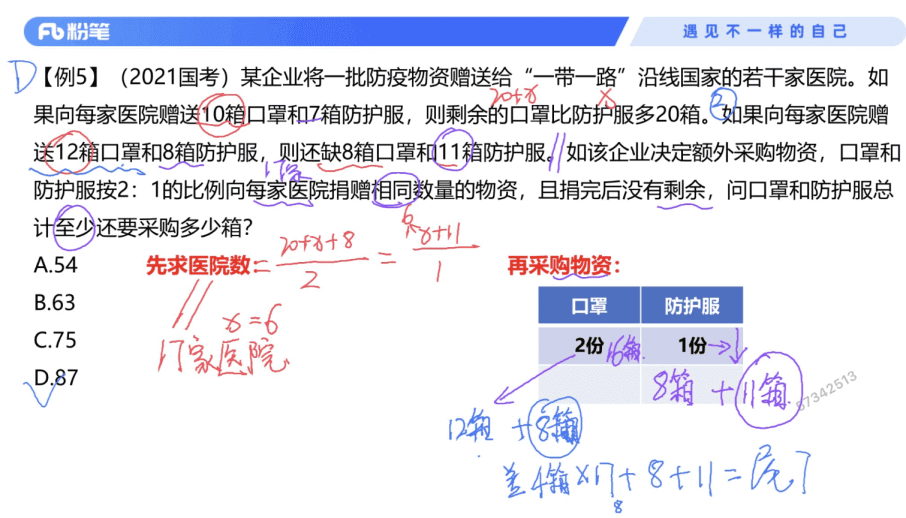 粉笔
遇见不一样的自己
D【例5】（2021国考）某企业将一批防疫物资赠送给“一带一路”沿线国家的若干家医院。如
20+x x ②
果向每家医院赠送10箱口罩和7箱防护服，则剩余的口罩比防护服多20箱。如果向每家医院赠
送12箱口罩和8箱防护服，则还缺8箱口罩和11箱防护服。如该企业决定额外采购物资，口罩和
17家
防护服按2：1的比例向每家医院捐赠相同数量的物资，且捐完后没有剩余，问口罩和防护服总
计至少还要采购多少箱？
A.54
先求医院数： 20+x+8 / 2 = 6 x+11 / 1
再采购物资：
B.63
x=6
口罩 防护服
C.75
17家医院
2份 16箱 1份
D.87
8箱 + 11箱
87342513
12箱 + 8箱
差4箱×17+8+11=
8